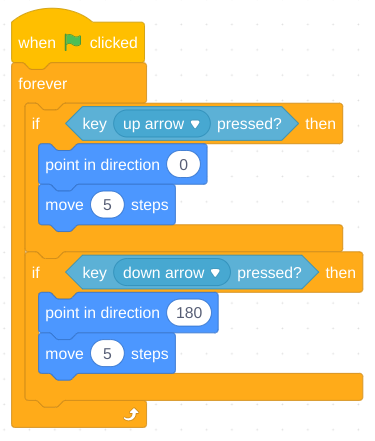 when clicked
forever
if key up arrow pressed? then
point in direction 0
move 5 steps
if key down arrow pressed? then
point in direction 180
move 5 steps